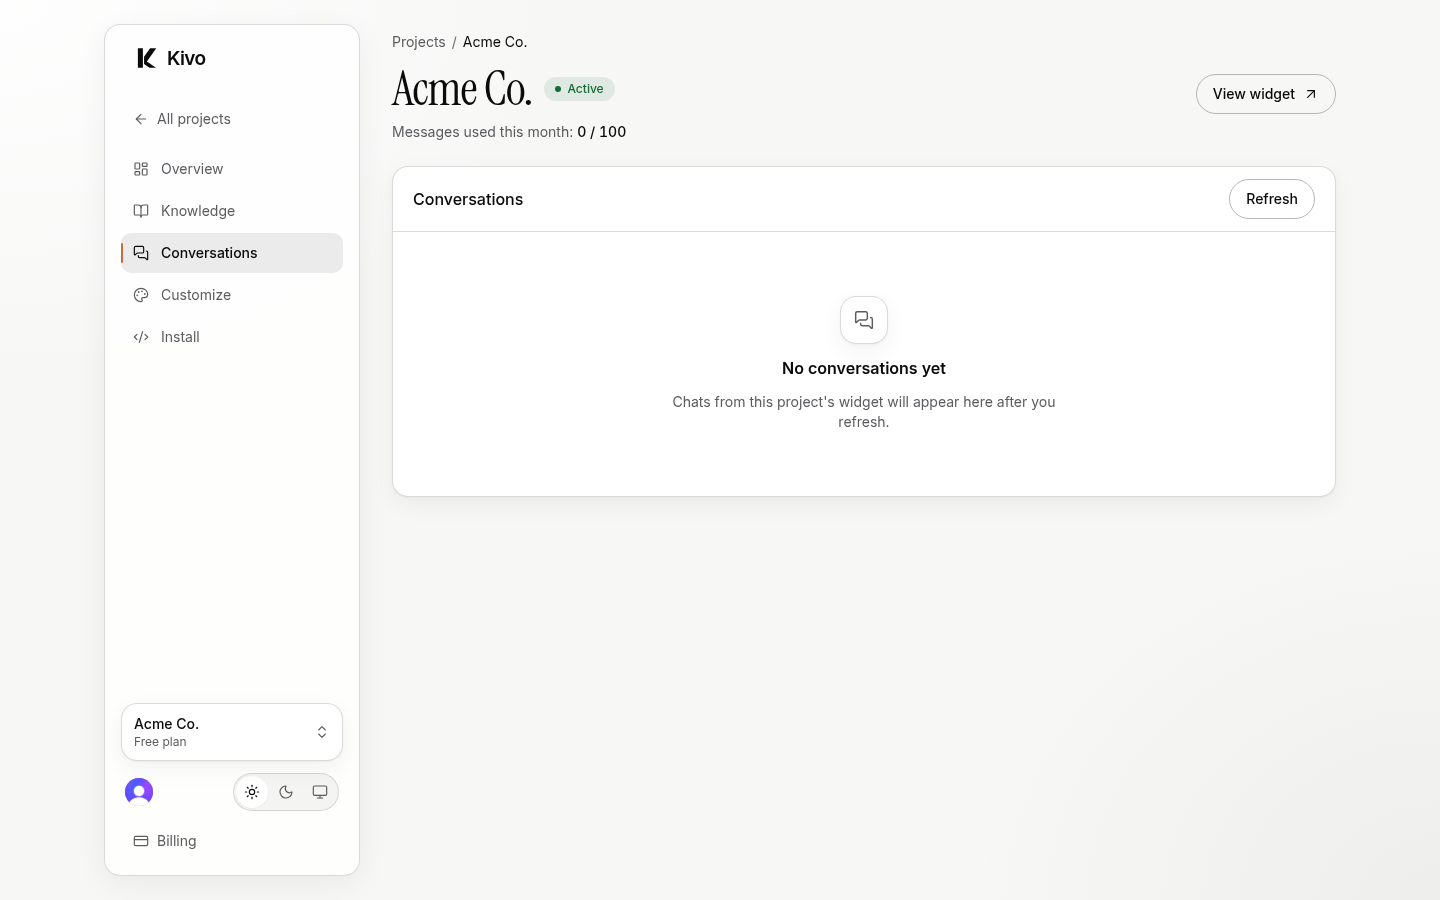 Kivo
All projects
Overview
Knowledge
Conversations
Customize
Install
Acme Co.
Free plan
Billing
Projects / Acme Co.
Acme Co.
Active
Messages used this month: 0 / 100
View widget
Conversations
Refresh
No conversations yet
Chats from this project's widget will appear here after you
refresh.